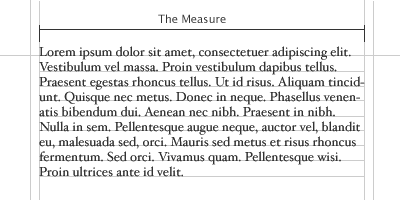 The Measure
Lorem ipsum dolor sit amet, consectetuer adipiscing elit.
Vestibulum vel massa. Proin vestibulum dapibus tellus.
Praesent egestas rhoncus tellus. Ut id risus. Aliquam tincid-
unt. Quisque nec metus. Donec in neque. Phasellus venen-
atis bibendum dui. Aenean nec nibh. Praesent in nibh.
Nulla in sem. Pellentesque augue neque, auctor vel, blandit
eu, malesuada sed, orci. Mauris sed metus et risus rhoncus
fermentum. Sed orci. Vivamus quam. Pellentesque wisi.
Proin ultrices ante id velit.